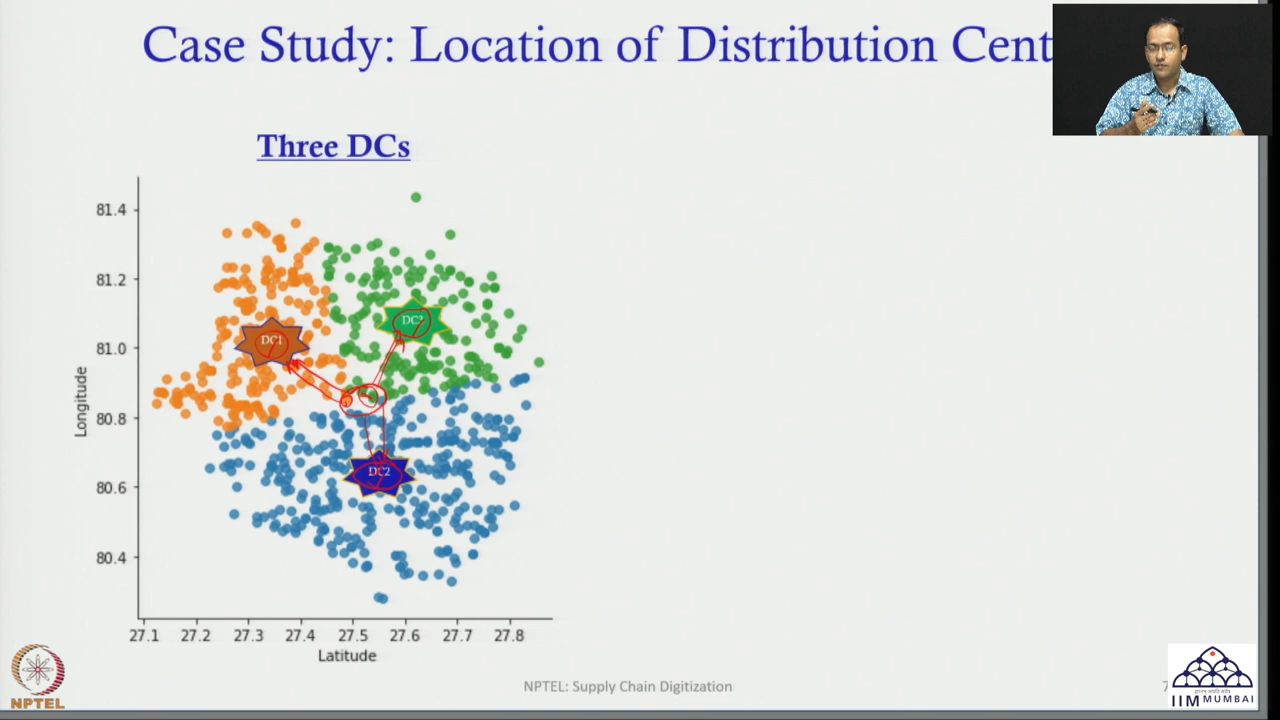 Case Study: Location of Distribution Cent
Three DCs
81.4
81.2
81.0
80.8
80.6
80.4
Longitude
DC1
DC2
27.1 27.2 27.3 27.4 27.5 27.6 27.7 27.8
Latitude
NPTEL
NPTEL: Supply Chain Digitization
7
IIM MUMBAI